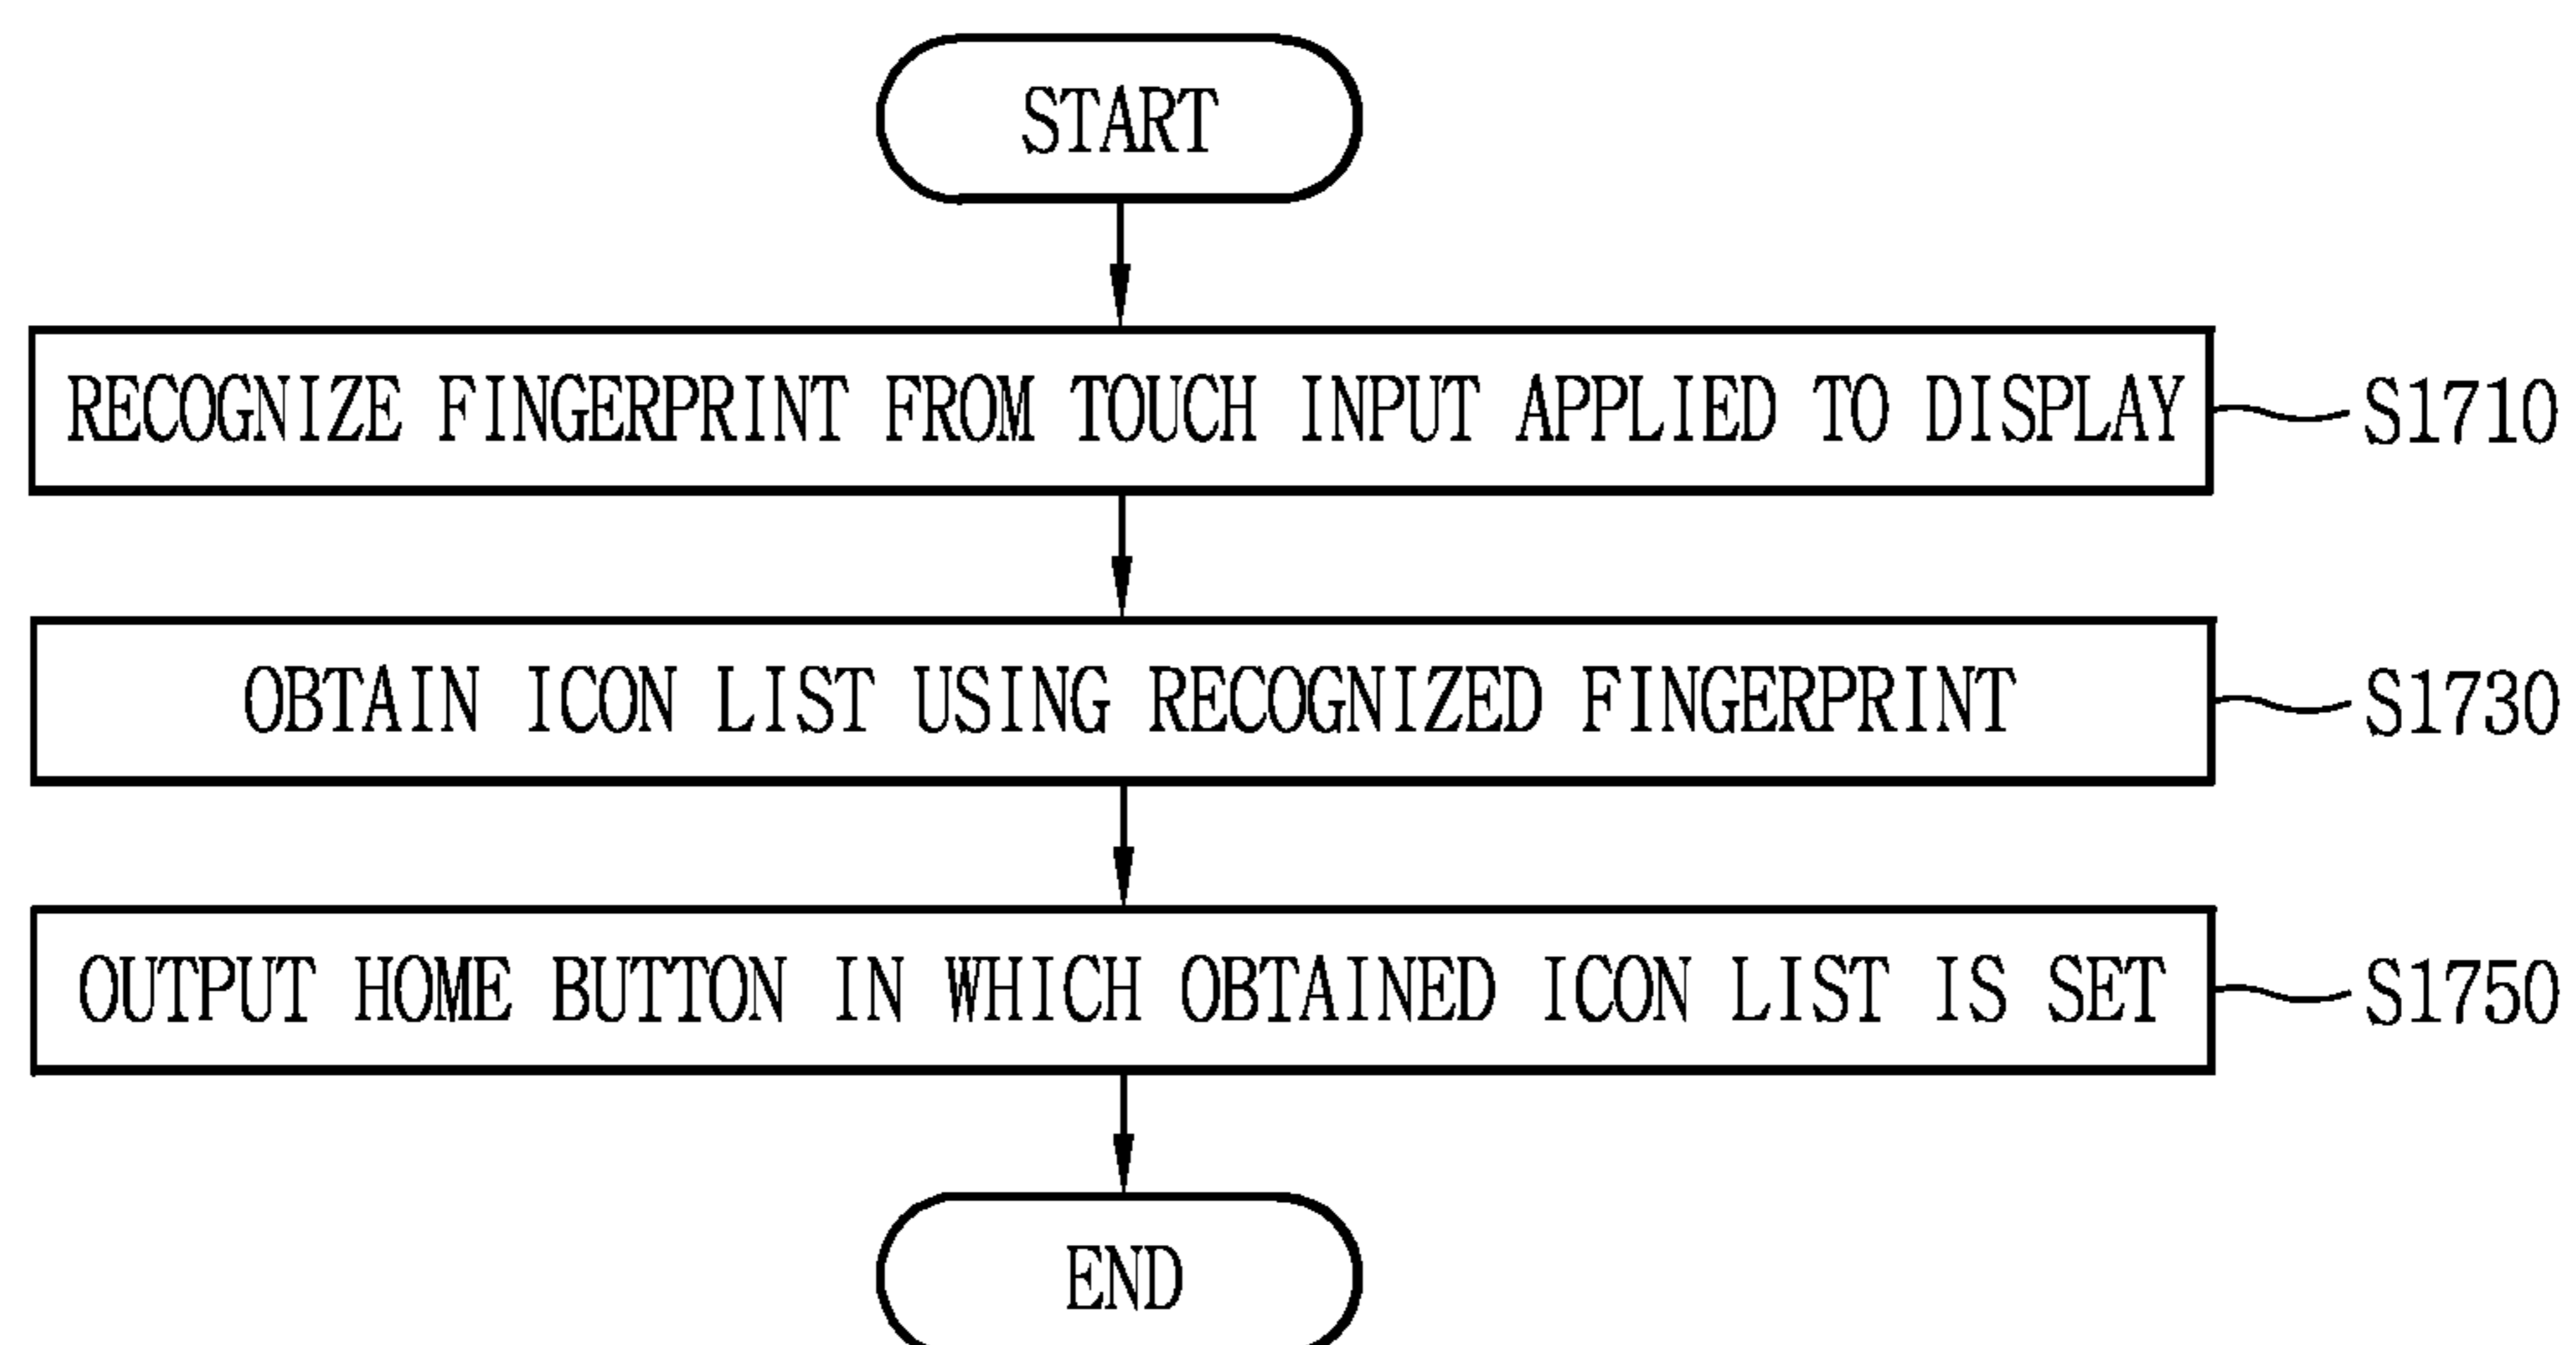 START
RECOGNIZE FINGERPRINT FROM TOUCH INPUT APPLIED TO DISPLAY
S1710
OBTAIN ICON LIST USING RECOGNIZED FINGERPRINT
S1730
OUTPUT HOME BUTTON IN WHICH OBTAINED ICON LIST IS SET
S1750
END